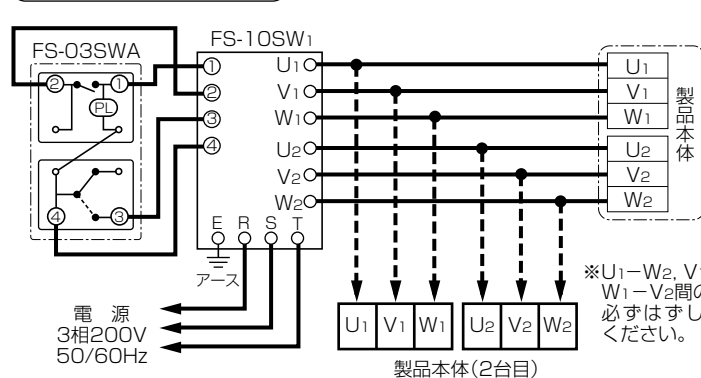 FS-03SWA
② ①
PL
④ ③
FS-10SW1
① U1
② V1
③ W1
④ U2
V2
W2
E R S T
アース
電 源
3相200V
50/60Hz
U1
V1
W1
U2
V2
W2
製品本体
U1 V1 W1 U2 V2 W2
製品本体(2台目)
※U1−W2, V1
W1−V2間の
必ずはずし
ください。